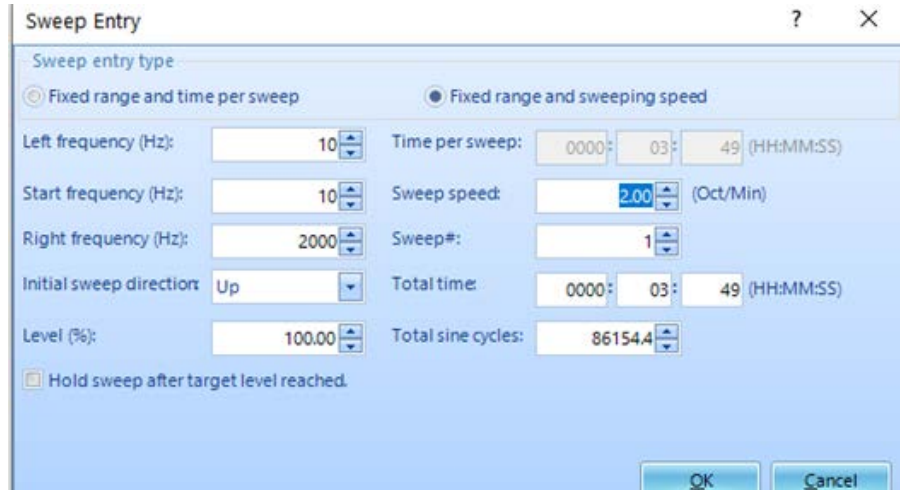 Sweep Entry ? X
Sweep entry type
Fixed range and time per sweep Fixed range and sweeping speed
Left frequency (Hz): 10 Time per sweep: 0000: 03: 49 (HH:MM:SS)
Start frequency (Hz): 10 Sweep speed: 2.00 (Oct/Min)
Right frequency (Hz): 2000 Sweep#: 1
Initial sweep direction: Up Total time: 0000: 03: 49 (HH:MM:SS)
Level (%): 100.00 Total sine cycles: 86154.4
Hold sweep after target level reached.
OK Cancel